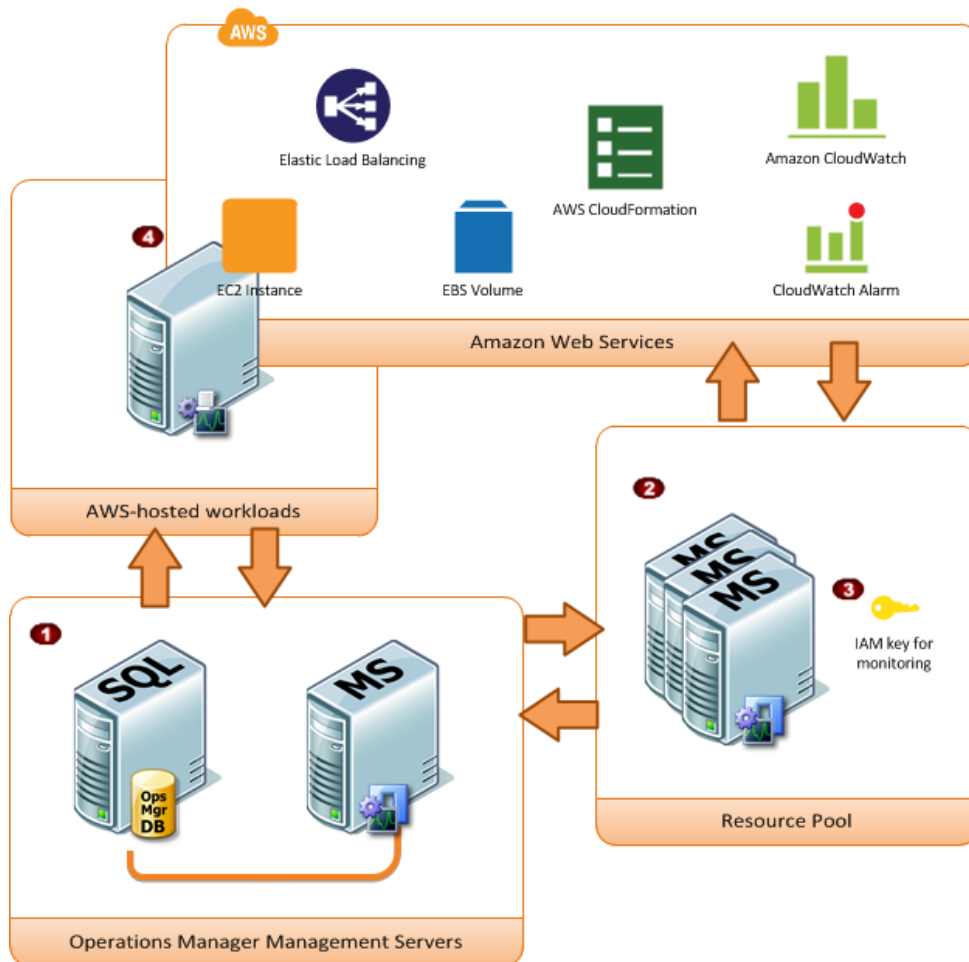 AWS
Elastic Load Balancing
AWS CloudFormation
Amazon CloudWatch
4
EC2 Instance
EBS Volume
CloudWatch Alarm
Amazon Web Services
AWS-hosted workloads
2
MS
MS
MS
3
IAM key for
monitoring
Resource Pool
1
SQL
Ops
Mgr
DB
MS
Operations Manager Management Servers